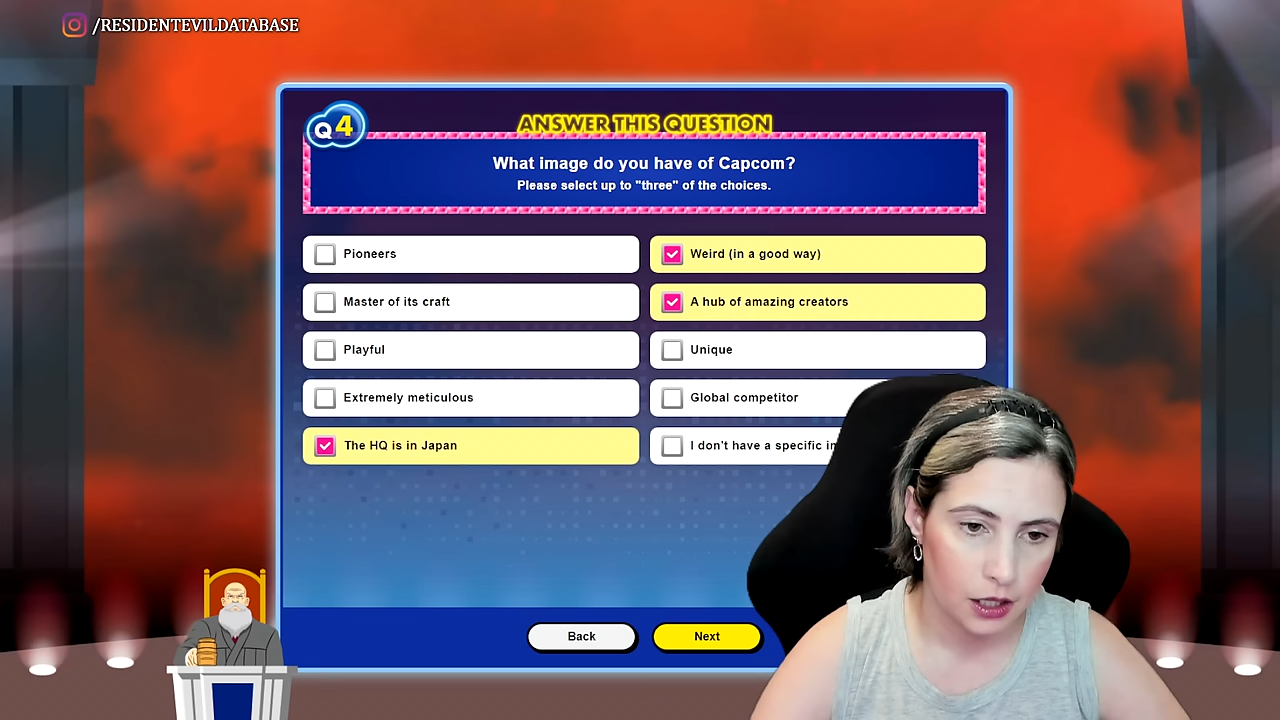 /RESIDENTEVILDATABASE
Q4
ANSWER THIS QUESTION
What image do you have of Capcom?
Please select up to "three" of the choices.
Pioneers
Weird (in a good way)
Master of its craft
A hub of amazing creators
Playful
Unique
Extremely meticulous
Global competitor
The HQ is in Japan
I don't have a specific
Back
Next